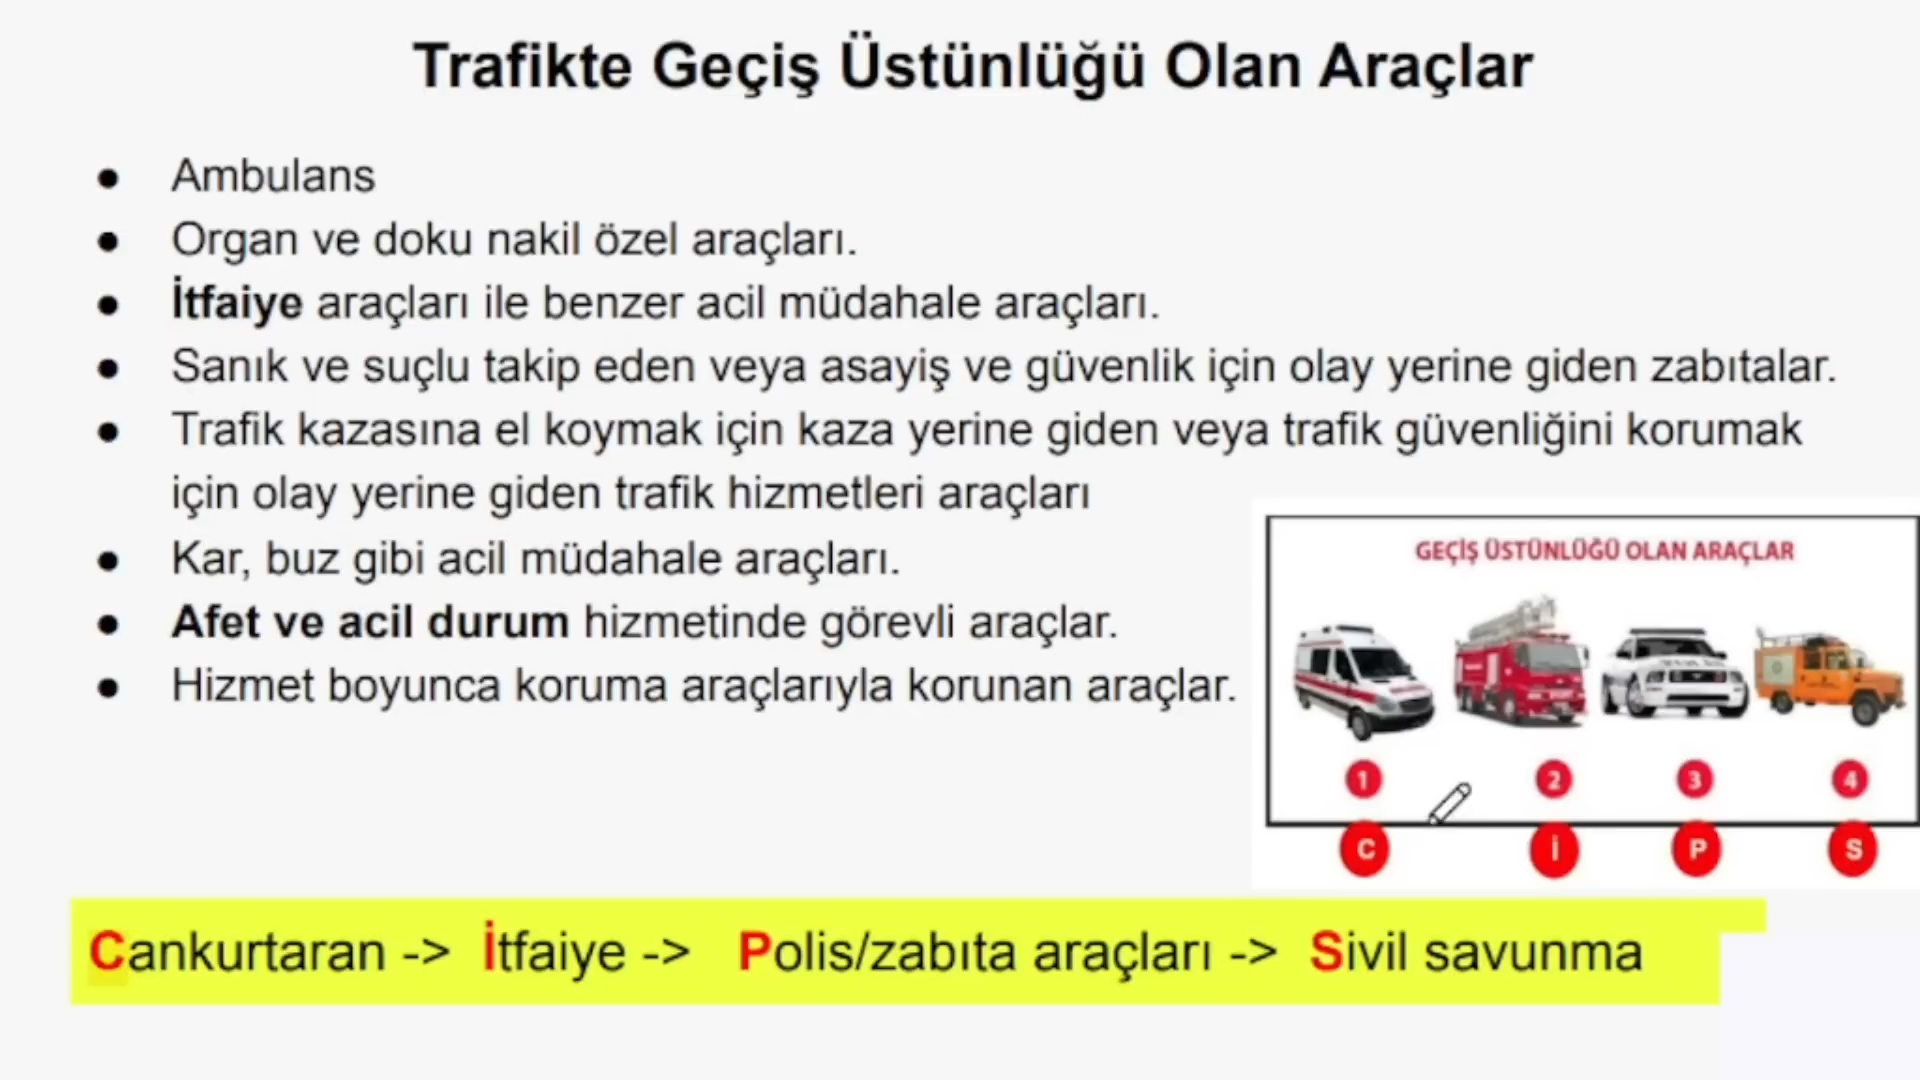 Trafikte Geçiş Üstünlüğü Olan Araçlar
● Ambulans
● Organ ve doku nakil özel araçları.
● İtfaiye araçları ile benzer acil müdahale araçları.
● Sanık ve suçlu takip eden veya asayiş ve güvenlik için olay yerine giden zabıtalar.
● Trafik kazasına el koymak için kaza yerine giden veya trafik güvenliğini korumak
için olay yerine giden trafik hizmetleri araçları
● Kar, buz gibi acil müdahale araçları.
● Afet ve acil durum hizmetinde görevli araçlar.
● Hizmet boyunca koruma araçlarıyla korunan araçlar.
GEÇİŞ ÜSTÜNLÜĞÜ OLAN ARAÇLAR
1 2 3 4
C İ P S
Cankurtaran -> İtfaiye -> Polis/zabıta araçları -> Sivil savunma